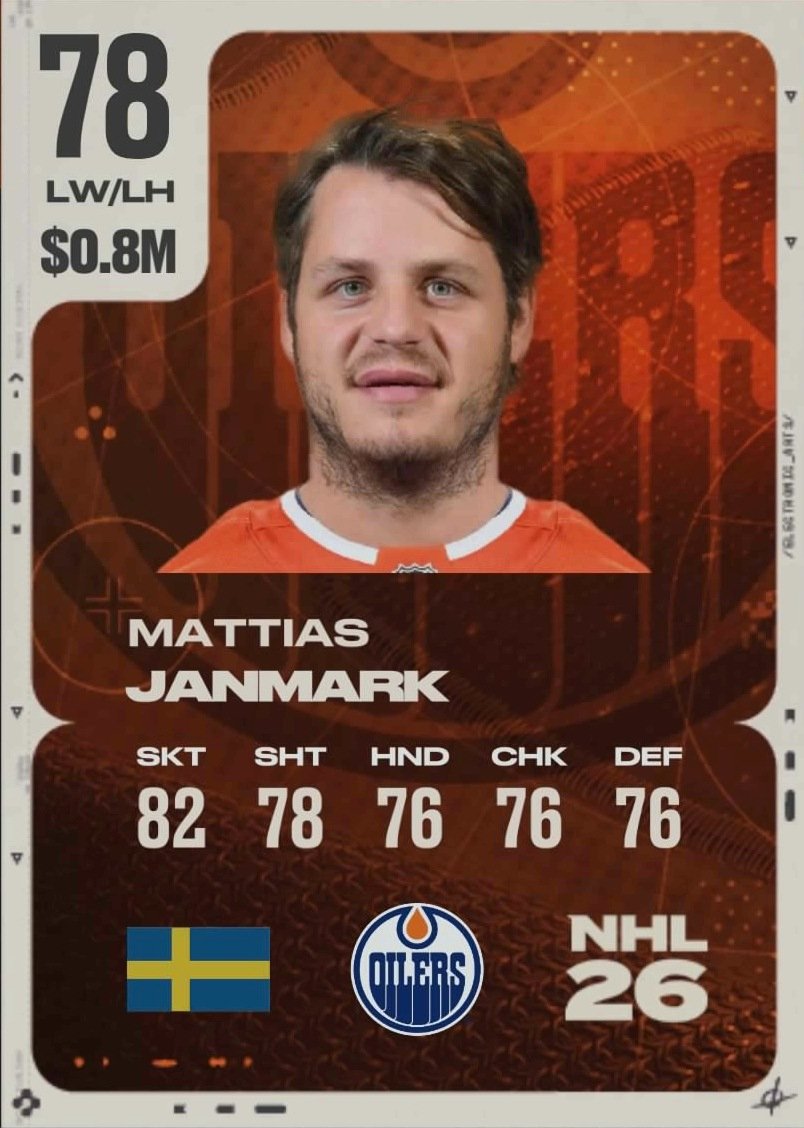 78
LW/LH
$0.8M
MATTIAS
JANMARK
SKT SHT HND CHK DEF
82 78 76 76 76
OILERS
NHL
26
/ELECTRONIC_ARTS/